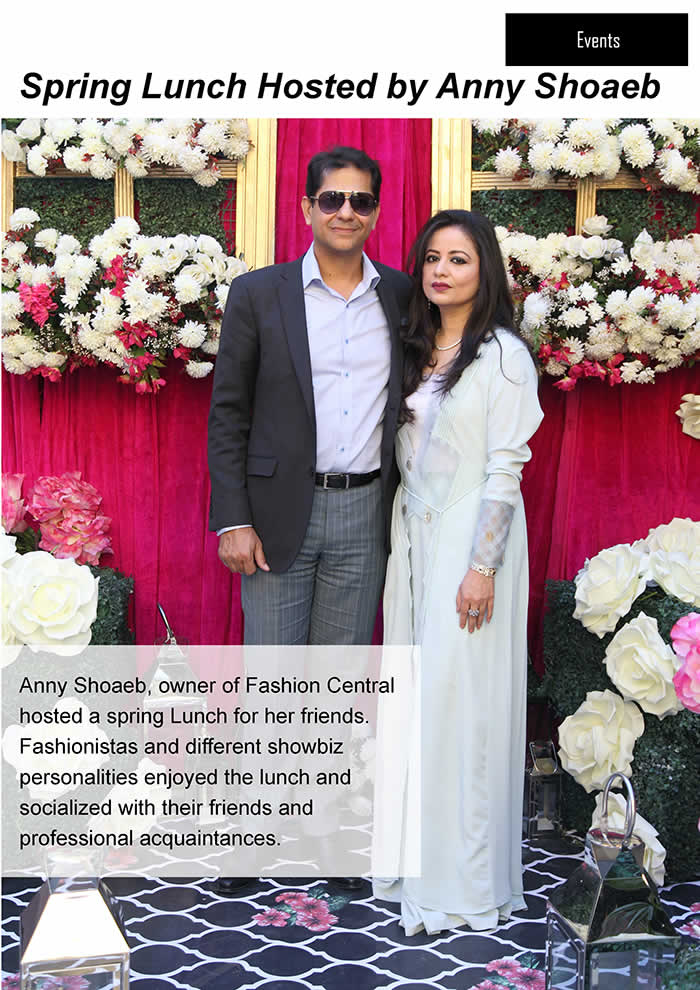 Events
Spring Lunch Hosted by Anny Shoaeb
Anny Shoaeb, owner of Fashion Central
hosted a spring Lunch for her friends.
Fashionistas and different showbiz
personalities enjoyed the lunch and
socialized with their friends and
professional acquaintances.